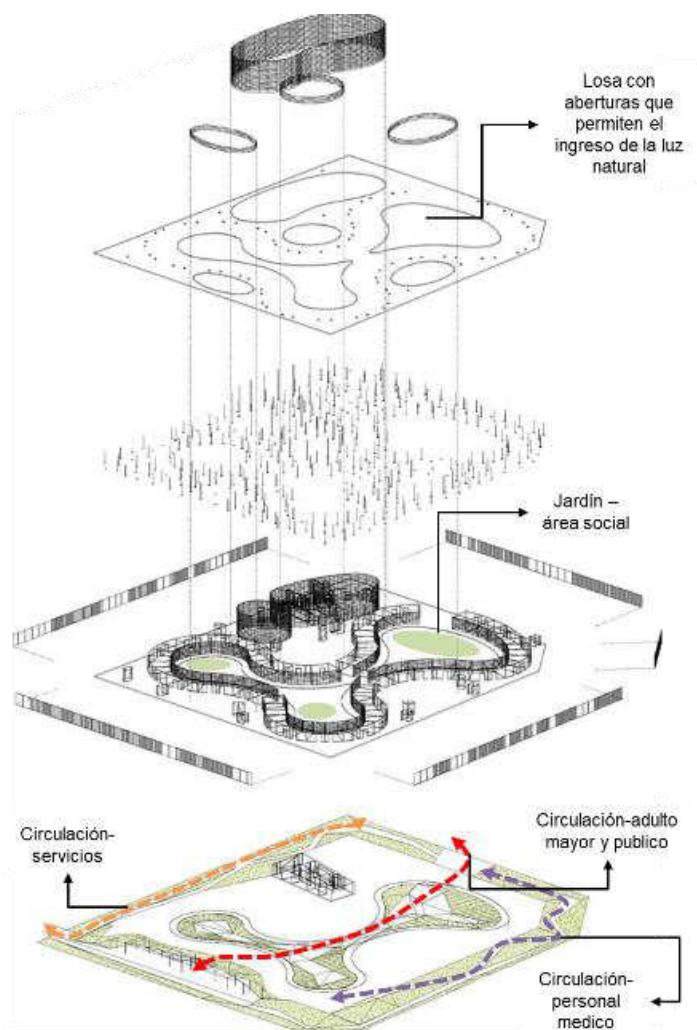 Losa con
aberturas que
permiten el
ingreso de la luz
natural
Jardín –
área social
Circulación-
servicios
Circulación-adulto
mayor y publico
Circulación-
personal
medico